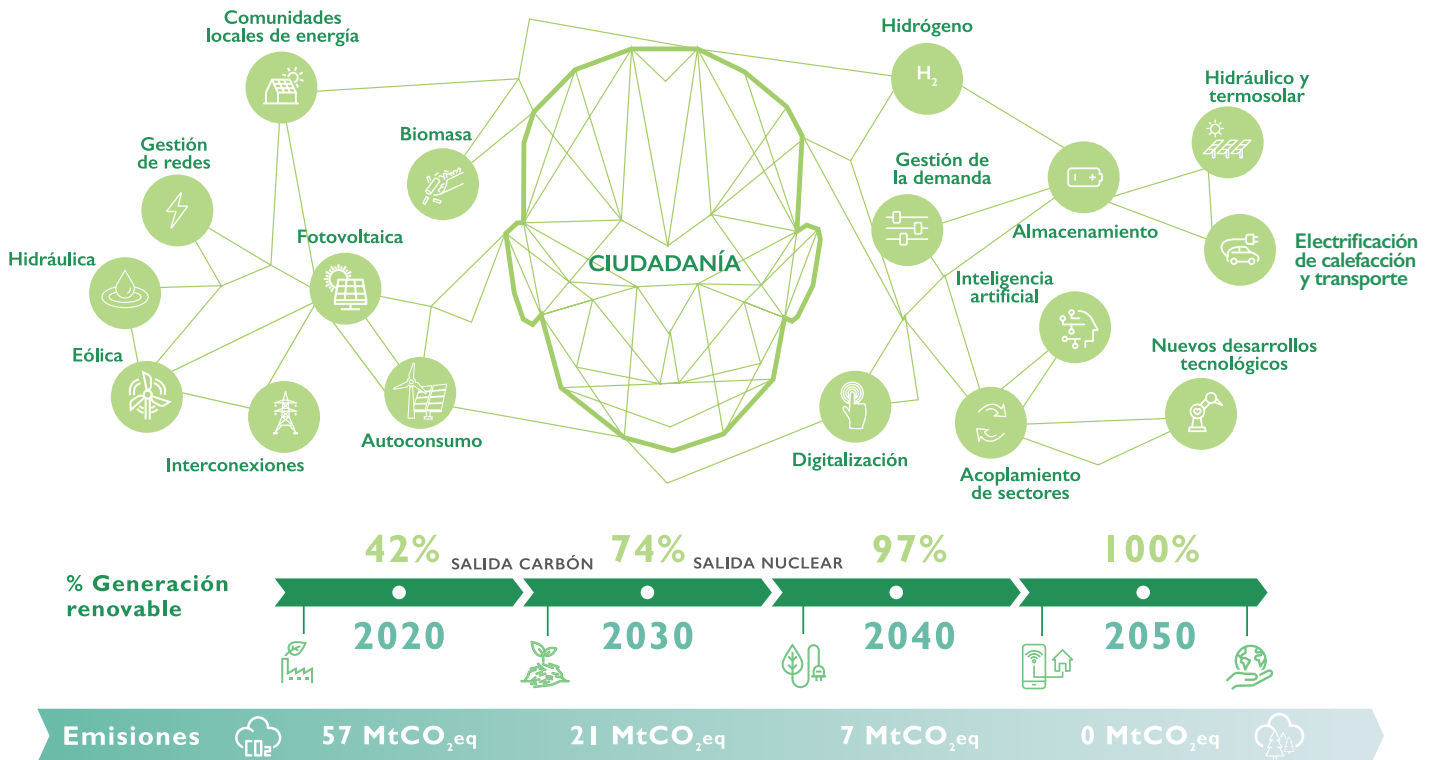 Comunidades
locales de energía
Hidrógeno
H₂
Hidráulico y
termosolar
Biomasa
Gestión
de redes
Gestión de
la demanda
Fotovoltaica
Almacenamiento
Hidráulica
CIUDADANÍA
Electrificación
de calefacción
y transporte
Inteligencia
artificial
Eólica
Nuevos desarrollos
tecnológicos
Autoconsumo
Interconexiones
Digitalización
Acoplamiento
de sectores
% Generación
renovable
42%
SALIDA CARBÓN
74%
SALIDA NUCLEAR
97%
100%
2020
2030
2040
2050
Emisiones
CO₂
57 MtCO₂eq
21 MtCO₂eq
7 MtCO₂eq
0 MtCO₂eq